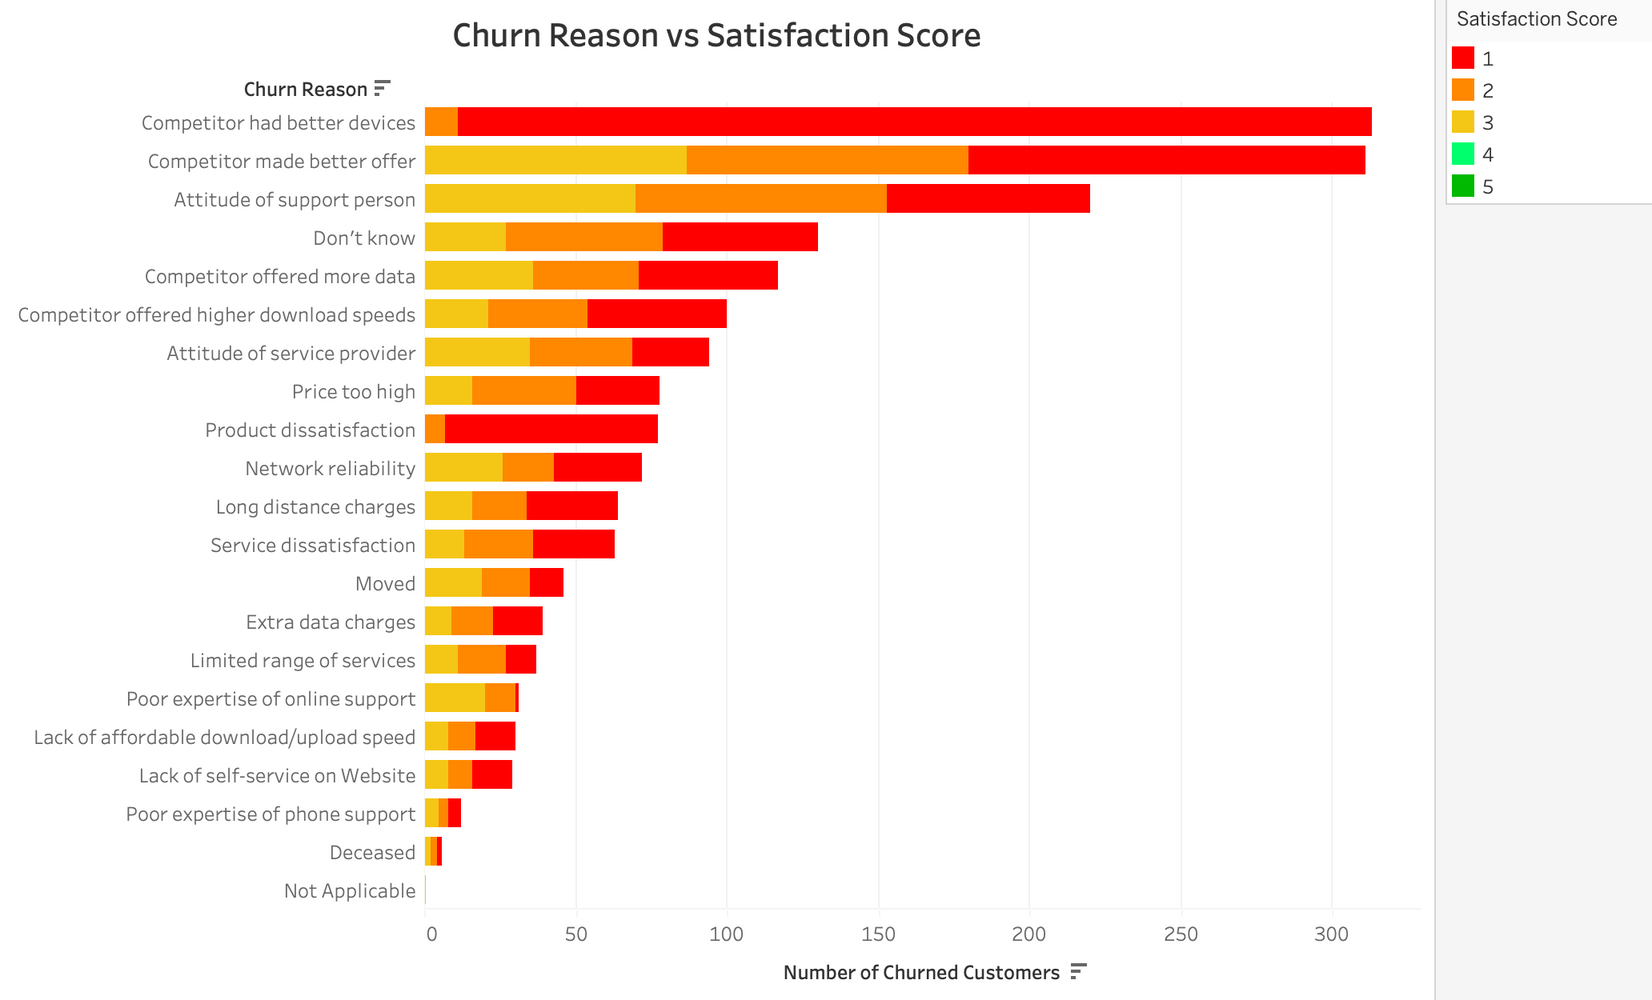 Churn Reason vs Satisfaction Score
Satisfaction Score
1
2
3
4
5
Churn Reason
Competitor had better devices
Competitor made better offer
Attitude of support person
Don’t know
Competitor offered more data
Competitor offered higher download speeds
Attitude of service provider
Price too high
Product dissatisfaction
Network reliability
Long distance charges
Service dissatisfaction
Moved
Extra data charges
Limited range of services
Poor expertise of online support
Lack of affordable download/upload speed
Lack of self-service on Website
Poor expertise of phone support
Deceased
Not Applicable
0 50 100 150 200 250 300
Number of Churned Customers